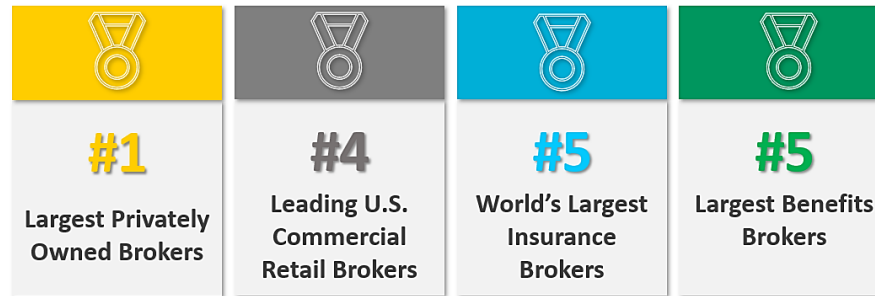 #1
Largest Privately
Owned Brokers
#4
Leading U.S.
Commercial
Retail Brokers
#5
World’s Largest
Insurance
Brokers
#5
Largest Benefits
Brokers